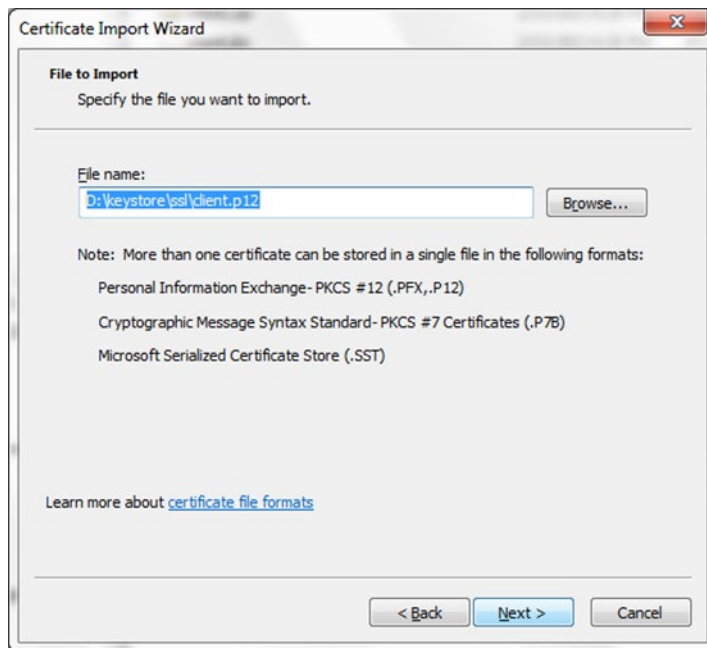 Certificate Import Wizard
File to Import
Specify the file you want to import.
File name:
D:\keystore\ssl\client.p12
Browse...
Note: More than one certificate can be stored in a single file in the following formats:
Personal Information Exchange- PKCS #12 (.PFX,.P12)
Cryptographic Message Syntax Standard- PKCS #7 Certificates (.P7B)
Microsoft Serialized Certificate Store (.SST)
Learn more about certificate file formats
< Back
Next >
Cancel